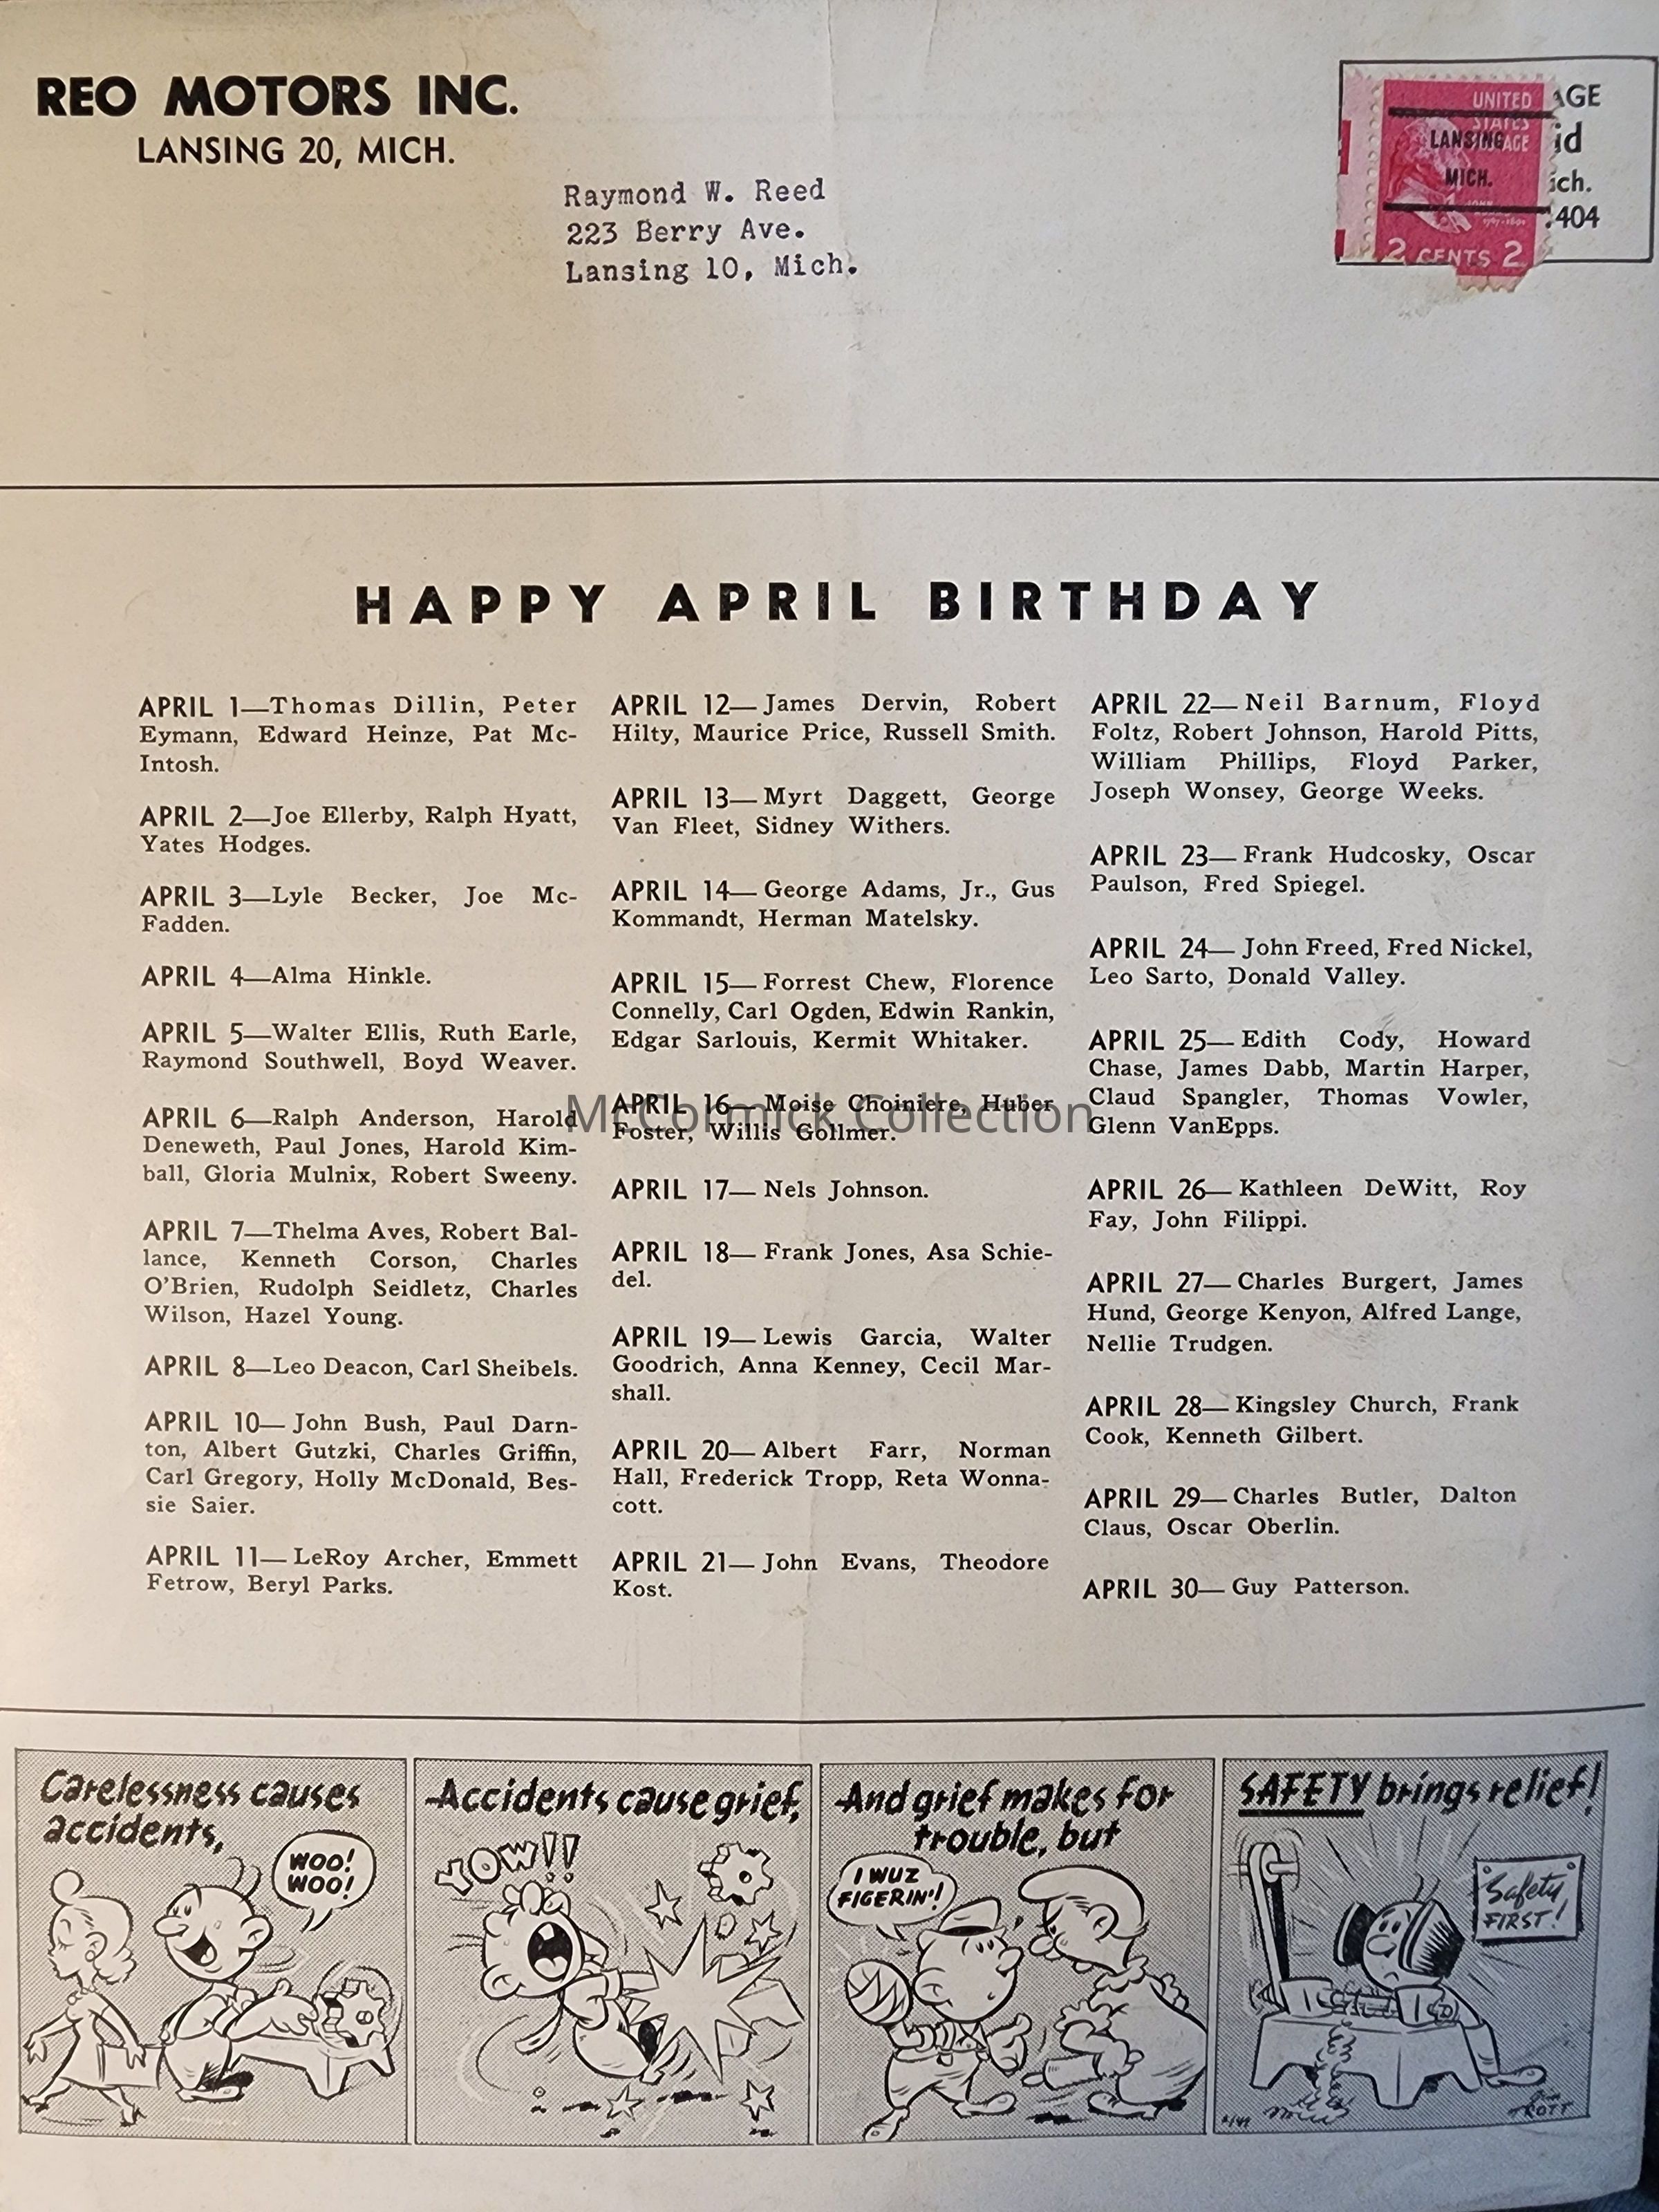 REO MOTORS INC.
LANSING 20, MICH.
Raymond W. Reed
223 Berry Ave.
Lansing 10, Mich.
UNITED
STATES
LANSING AGE
MICH.
2 CENTS 2
AGE
id
ich.
404
HAPPY APRIL BIRTHDAY
APRIL 1—Thomas Dillin, Peter
Eymann, Edward Heinze, Pat Mc-
Intosh.
APRIL 2—Joe Ellerby, Ralph Hyatt,
Yates Hodges.
APRIL 3—Lyle Becker, Joe Mc-
Fadden.
APRIL 4—Alma Hinkle.
APRIL 5—Walter Ellis, Ruth Earle,
Raymond Southwell, Boyd Weaver.
APRIL 6—Ralph Anderson, Harold
Deneweth, Paul Jones, Harold Kim-
ball, Gloria Mulnix, Robert Sweeny.
APRIL 7—Thelma Aves, Robert Bal-
lance, Kenneth Corson, Charles
O'Brien, Rudolph Seidletz, Charles
Wilson, Hazel Young.
APRIL 8—Leo Deacon, Carl Sheibels.
APRIL 10—John Bush, Paul Darn-
ton, Albert Gutzki, Charles Griffin,
Carl Gregory, Holly McDonald, Bes-
sie Saier.
APRIL 11—LeRoy Archer, Emmett
Fetrow, Beryl Parks.
APRIL 12—James Dervin, Robert
Hilty, Maurice Price, Russell Smith.
APRIL 13—Myrt Daggett, George
Van Fleet, Sidney Withers.
APRIL 14—George Adams, Jr., Gus
Kommandt, Herman Matelsky.
APRIL 15—Forrest Chew, Florence
Connelly, Carl Ogden, Edwin Rankin,
Edgar Sarlouis, Kermit Whitaker.
APRIL 16—Moise Choiniere, Huber
Foster, Willis Gollmer.
McCormick Collection
APRIL 17—Nels Johnson.
APRIL 18—Frank Jones, Asa Schie-
del.
APRIL 19—Lewis Garcia, Walter
Goodrich, Anna Kenney, Cecil Mar-
shall.
APRIL 20—Albert Farr, Norman
Hall, Frederick Tropp, Reta Wonna-
cott.
APRIL 21—John Evans, Theodore
Kost.
APRIL 22—Neil Barnum, Floyd
Foltz, Robert Johnson, Harold Pitts,
William Phillips, Floyd Parker,
Joseph Wonsey, George Weeks.
APRIL 23—Frank Hudcosky, Oscar
Paulson, Fred Spiegel.
APRIL 24—John Freed, Fred Nickel,
Leo Sarto, Donald Valley.
APRIL 25—Edith Cody, Howard
Chase, James Dabb, Martin Harper,
Claud Spangler, Thomas Vowler,
Glenn VanEpps.
APRIL 26—Kathleen DeWitt, Roy
Fay, John Filippi.
APRIL 27—Charles Burgert, James
Hund, George Kenyon, Alfred Lange,
Nellie Trudgen.
APRIL 28—Kingsley Church, Frank
Cook, Kenneth Gilbert.
APRIL 29—Charles Butler, Dalton
Claus, Oscar Oberlin.
APRIL 30—Guy Patterson.
Carelessness causes
accidents,
WOO!
WOO!
Accidents cause grief,
YOW!!
And grief makes for
trouble, but
I WUZ
FIGERIN'!
SAFETY brings relief!
Safety
FIRST!
TROTT